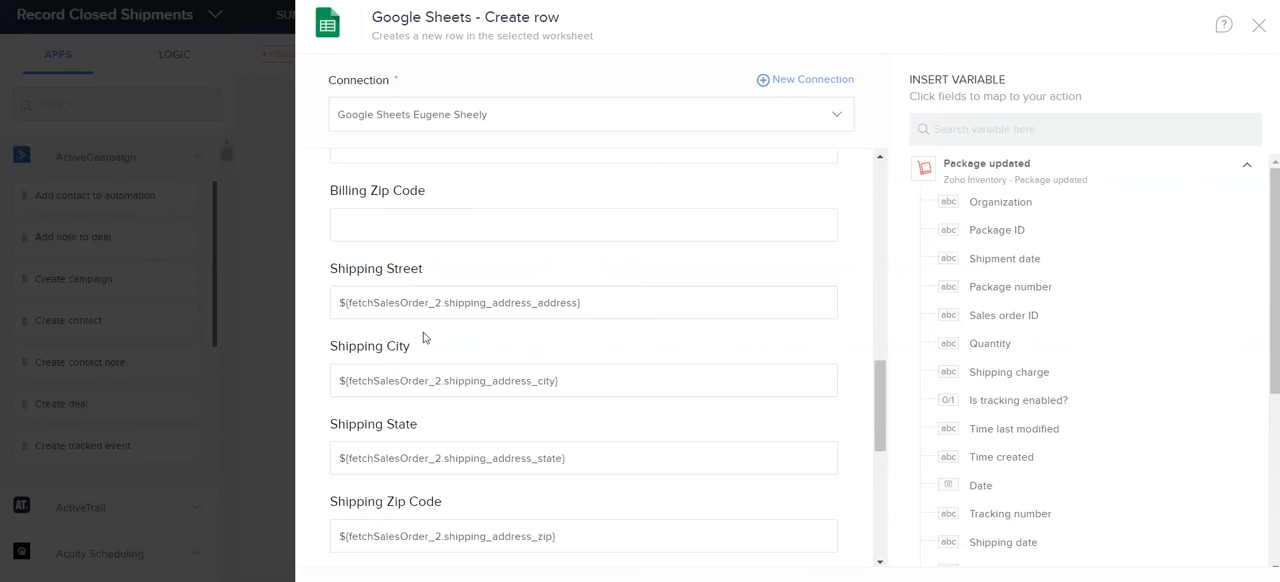 Record Closed Shipments
SUM
APPS
LOGIC
Search
ActiveCampaign
Add contact to automation
Add note to deal
Create campaign
Create contact
Create contact note
Create deal
Create tracked event
AT.
ActiveTrail
Acuity Scheduling
Google Sheets - Create row
Creates a new row in the selected worksheet
?
Connection *
New Connection
Google Sheets Eugene Sheely
Billing Zip Code
Shipping Street
${fetchSalesOrder_2.shipping_address_address}
Shipping City
${fetchSalesOrder_2.shipping_address_city}
Shipping State
${fetchSalesOrder_2.shipping_address_state}
Shipping Zip Code
${fetchSalesOrder_2.shipping_address_zip}
INSERT VARIABLE
Click fields to map to your action
Search variable here
Package updated
Zoho Inventory - Package updated
abc Organization
abc Package ID
abc Shipment date
abc Package number
abc Sales order ID
abc Quantity
abc Shipping charge
0/1 Is tracking enabled?
abc Time last modified
abc Time created
Date
abc Tracking number
abc Shipping date